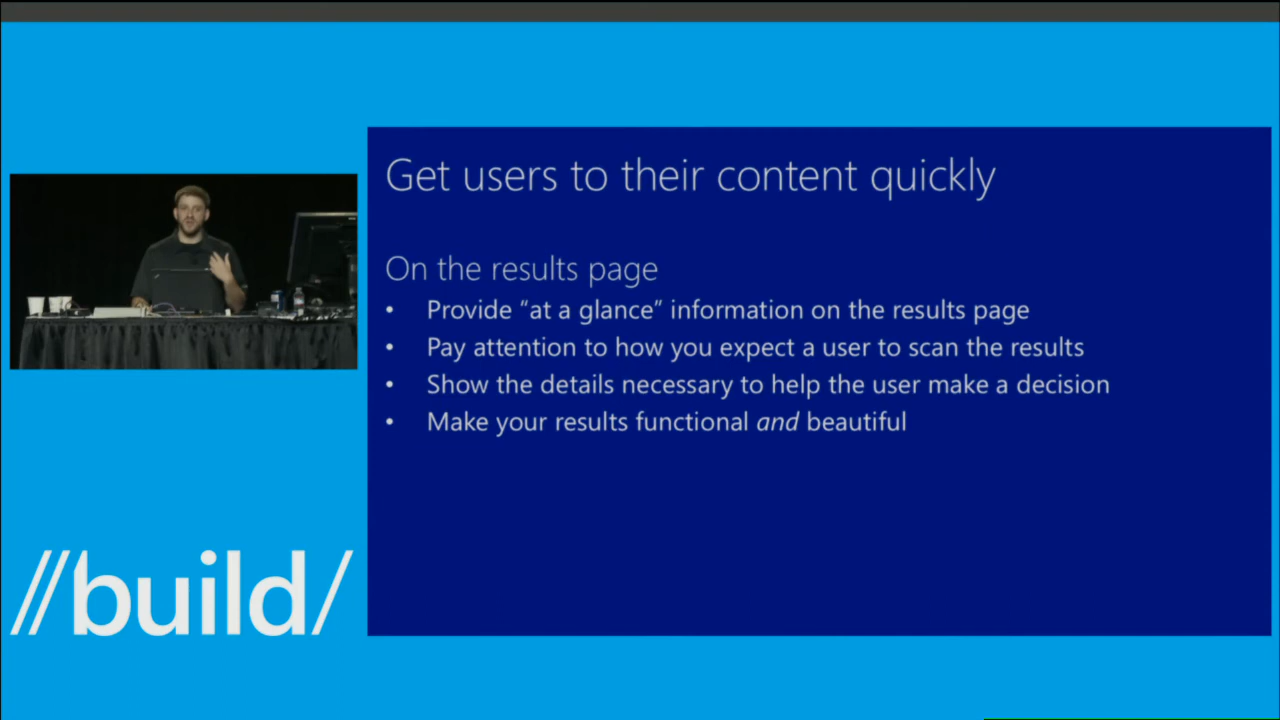 Get users to their content quickly
On the results page
• Provide “at a glance” information on the results page
• Pay attention to how you expect a user to scan the results
• Show the details necessary to help the user make a decision
• Make your results functional and beautiful
//build/